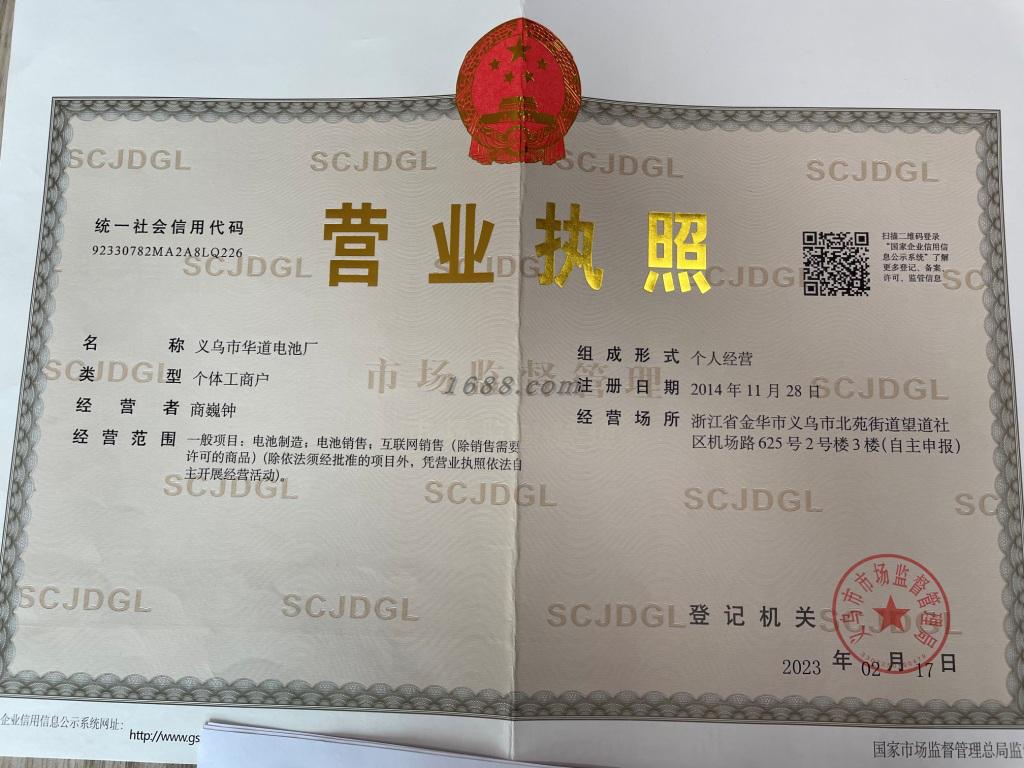 营业执照
统一社会信用代码
92330782MA2A8LQ226
扫描二维码登录
“国家企业信用信
息公示系统”了解
更多登记、备案、
许可、监管信息
名 称 义乌市华道电池厂
类 型 个体工商户
经营者 商巍钟
经营范围 一般项目：电池制造；电池销售；互联网销售（除销售需要
许可的商品）（除依法须经批准的项目外，凭营业执照依法自
主开展经营活动）。
组成形式 个人经营
注册日期 2014 年 11 月 28 日
经营场所 浙江省金华市义乌市北苑街道望道社
区机场路 625 号 2 号楼 3 楼（自主申报）
市场监督管理
1688.com
SCJDGL
SCJDGL
SCJDGL
SCJDGL
SCJDGL
SCJDGL
SCJDGL
SCJDGL
SCJDGL
SCJDGL
SCJDGL
SCJDGL
SCJDGL
SCJDGL
登记机关
义乌市市场监督管理局
2023 年 02 月 17 日
企业信用信息公示系统网址：
http://www.gs
国家市场监督管理总局监